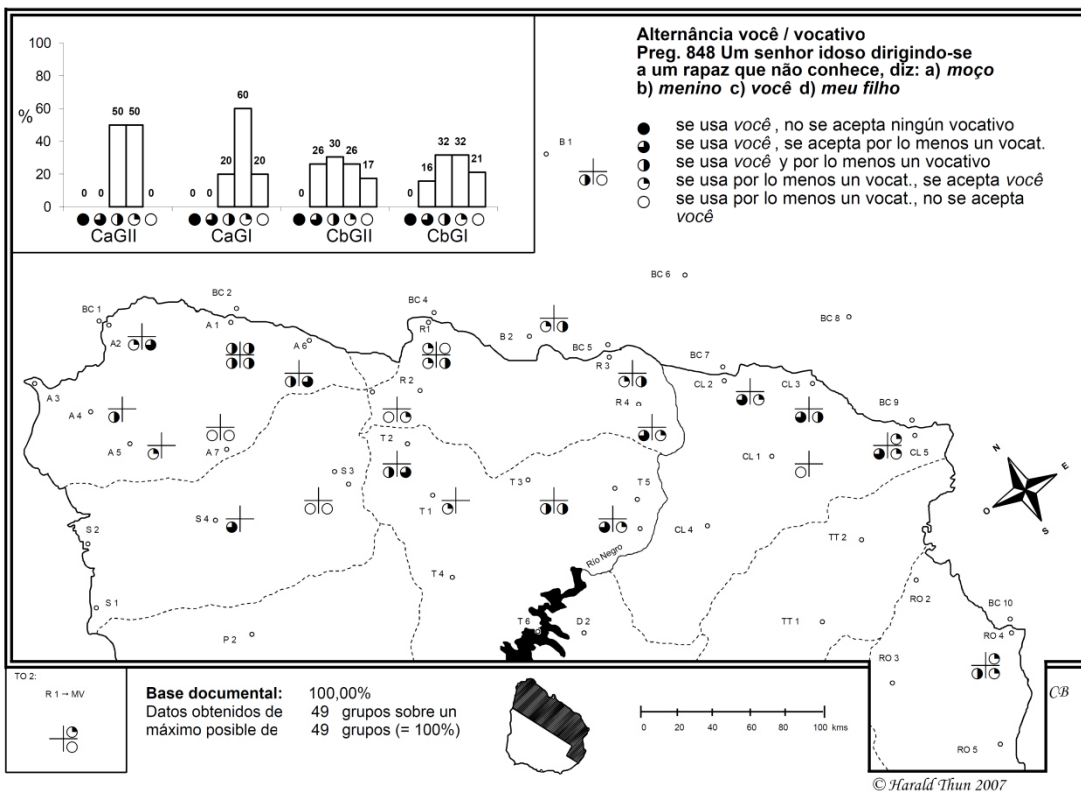 100
80
60
%
40
20
0
0 0 50 50 0
0 0 20 60 20
0 26 30 26 17
0 16 32 32 21
CaGII CaGI CbGII CbGI
Alternância você / vocativo
Preg. 848 Um senhor idoso dirigindo-se
a um rapaz que não conhece, diz: a) moço
b) menino c) você d) meu filho
se usa você , no se acepta ningún vocativo
se usa você , se acepta por lo menos un vocat.
se usa você y por lo menos un vocativo
se usa por lo menos un vocat., se acepta você
se usa por lo menos un vocat., no se acepta
você
B 1
BC 6
BC 1
BC 2
BC 4
BC 8
A2
A 1
A 6
R1
B 2
BC 5
R 3
BC 7
CL 2
CL 3
A 3
A 4
R 2
R 4
BC 9
A 5
A 7
T 2
CL 1
CL 5
S 3
T 3
T 5
N
E
O
S
S 4
T 1
CL 4
S 2
TT 2
Río Negro
T 4
RO 2
S 1
P 2
T 6
D 2
TT 1
BC 10
RO 4
RO 3
RO 5
TO 2:
R 1 → MV
Base documental: 100,00%
Datos obtenidos de 49 grupos sobre un
máximo posible de 49 grupos (= 100%)
0 20 40 60 80 100 kms
CB
© Harald Thun 2007